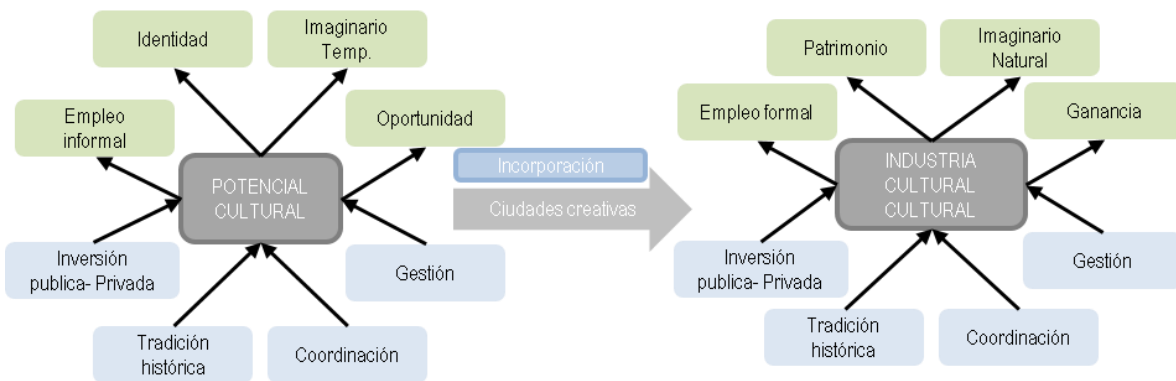 Identidad
Imaginario
Temp.
Empleo
informal
Oportunidad
POTENCIAL
CULTURAL
Inversión
publica- Privada
Gestión
Tradición
histórica
Coordinación
Incorporación
Ciudades creativas
Patrimonio
Imaginario
Natural
Empleo formal
Ganancia
INDUSTRIA
CULTURAL
CULTURAL
Inversión
publica- Privada
Gestión
Tradición
histórica
Coordinación